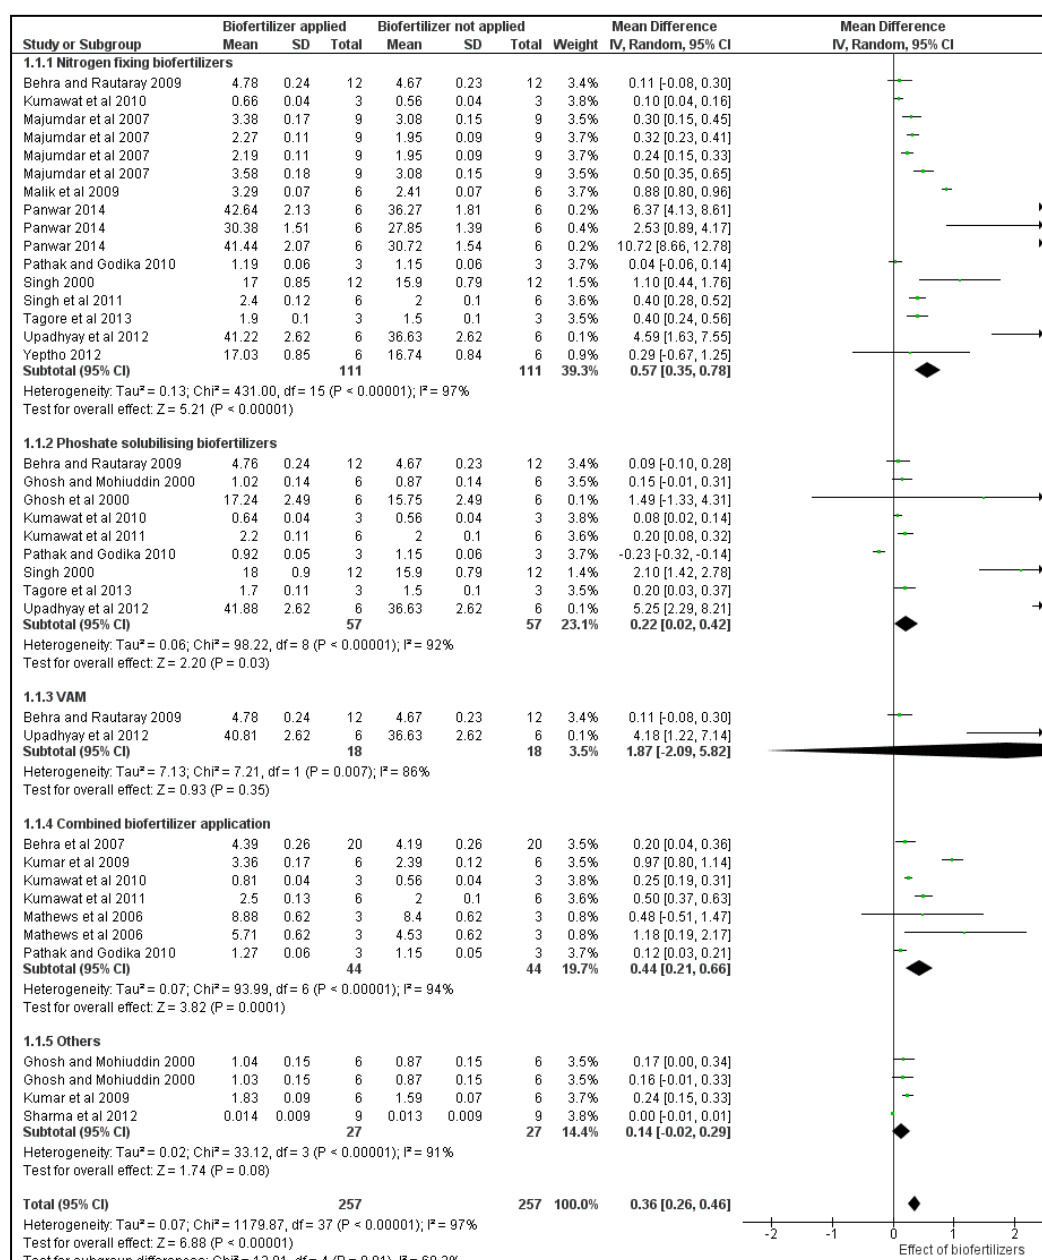 Biofertilizer applied Biofertilizer not applied Mean Difference Mean Difference
Study or Subgroup Mean SD Total Mean SD Total Weight IV, Random, 95% CI IV, Random, 95% CI
1.1.1 Nitrogen fixing biofertilizers
Behra and Rautaray 2009 4.78 0.24 12 4.67 0.23 12 3.4% 0.11 [-0.08, 0.30]
Kumawat et al 2010 0.66 0.04 3 0.56 0.04 3 3.8% 0.10 [0.04, 0.16]
Majumdar et al 2007 3.38 0.17 9 3.08 0.15 9 3.5% 0.30 [0.15, 0.45]
Majumdar et al 2007 2.27 0.11 9 1.95 0.09 9 3.7% 0.32 [0.23, 0.41]
Majumdar et al 2007 2.19 0.11 9 1.95 0.09 9 3.7% 0.24 [0.15, 0.33]
Majumdar et al 2007 3.58 0.18 9 3.08 0.15 9 3.5% 0.50 [0.35, 0.65]
Malik et al 2009 3.29 0.07 6 2.41 0.07 6 3.7% 0.88 [0.80, 0.96]
Panwar 2014 42.64 2.13 6 36.27 1.81 6 0.2% 6.37 [4.13, 8.61]
Panwar 2014 30.38 1.51 6 27.85 1.39 6 0.4% 2.53 [0.89, 4.17]
Panwar 2014 41.44 2.07 6 30.72 1.54 6 0.2% 10.72 [8.66, 12.78]
Pathak and Godika 2010 1.19 0.06 3 1.15 0.06 3 3.7% 0.04 [-0.06, 0.14]
Singh 2000 17 0.85 12 15.9 0.79 12 1.5% 1.10 [0.44, 1.76]
Singh et al 2011 2.4 0.12 6 2 0.1 6 3.6% 0.40 [0.28, 0.52]
Tagore et al 2013 1.9 0.1 3 1.5 0.1 3 3.5% 0.40 [0.24, 0.56]
Upadhyay et al 2012 41.22 2.62 6 36.63 2.62 6 0.1% 4.59 [1.63, 7.55]
Yeptho 2012 17.03 0.85 6 16.74 0.84 6 0.9% 0.29 [-0.67, 1.25]
Subtotal (95% CI) 111 111 39.3% 0.57 [0.35, 0.78]
Heterogeneity: Tau² = 0.13; Chi² = 431.00, df = 15 (P < 0.00001); I² = 97%
Test for overall effect: Z = 5.21 (P < 0.00001)
1.1.2 Phoshate solubilising biofertilizers
Behra and Rautaray 2009 4.76 0.24 12 4.67 0.23 12 3.4% 0.09 [-0.10, 0.28]
Ghosh and Mohiuddin 2000 1.02 0.14 6 0.87 0.14 6 3.5% 0.15 [-0.01, 0.31]
Ghosh et al 2000 17.24 2.49 6 15.75 2.49 6 0.1% 1.49 [-1.33, 4.31]
Kumawat et al 2010 0.64 0.04 3 0.56 0.04 3 3.8% 0.08 [0.02, 0.14]
Kumawat et al 2011 2.2 0.11 6 2 0.1 6 3.6% 0.20 [0.08, 0.32]
Pathak and Godika 2010 0.92 0.05 3 1.15 0.06 3 3.7% -0.23 [-0.32, -0.14]
Singh 2000 18 0.9 12 15.9 0.79 12 1.4% 2.10 [1.42, 2.78]
Tagore et al 2013 1.7 0.11 3 1.5 0.1 3 3.4% 0.20 [0.03, 0.37]
Upadhyay et al 2012 41.88 2.62 6 36.63 2.62 6 0.1% 5.25 [2.29, 8.21]
Subtotal (95% CI) 57 57 23.1% 0.22 [0.02, 0.42]
Heterogeneity: Tau² = 0.06; Chi² = 98.22, df = 8 (P < 0.00001); I² = 92%
Test for overall effect: Z = 2.20 (P = 0.03)
1.1.3 VAM
Behra and Rautaray 2009 4.78 0.24 12 4.67 0.23 12 3.4% 0.11 [-0.08, 0.30]
Upadhyay et al 2012 40.81 2.62 6 36.63 2.62 6 0.1% 4.18 [1.22, 7.14]
Subtotal (95% CI) 18 18 3.5% 1.87 [-2.09, 5.82]
Heterogeneity: Tau² = 7.13; Chi² = 7.21, df = 1 (P = 0.007); I² = 86%
Test for overall effect: Z = 0.93 (P = 0.35)
1.1.4 Combined biofertilizer application
Behra et al 2007 4.39 0.26 20 4.19 0.26 20 3.5% 0.20 [0.04, 0.36]
Kumar et al 2009 3.36 0.17 6 2.39 0.12 6 3.4% 0.97 [0.80, 1.14]
Kumawat et al 2010 0.81 0.04 3 0.56 0.04 3 3.8% 0.25 [0.19, 0.31]
Kumawat et al 2011 2.5 0.13 6 2 0.1 6 3.6% 0.50 [0.37, 0.63]
Mathews et al 2006 8.88 0.62 3 8.4 0.62 3 0.8% 0.48 [-0.51, 1.47]
Mathews et al 2006 5.71 0.62 3 4.53 0.62 3 0.8% 1.18 [0.19, 2.17]
Pathak and Godika 2010 1.27 0.06 3 1.15 0.05 3 3.7% 0.12 [0.03, 0.21]
Subtotal (95% CI) 44 44 19.7% 0.44 [0.21, 0.66]
Heterogeneity: Tau² = 0.07; Chi² = 93.99, df = 6 (P < 0.00001); I² = 94%
Test for overall effect: Z = 3.82 (P = 0.0001)
1.1.5 Others
Ghosh and Mohiuddin 2000 1.04 0.15 6 0.87 0.15 6 3.5% 0.17 [0.00, 0.34]
Ghosh and Mohiuddin 2000 1.03 0.15 6 0.87 0.15 6 3.5% 0.16 [-0.01, 0.33]
Kumar et al 2009 1.83 0.09 6 1.59 0.07 6 3.7% 0.24 [0.15, 0.33]
Sharma et al 2012 0.014 0.009 9 0.013 0.009 9 3.8% 0.00 [-0.01, 0.01]
Subtotal (95% CI) 27 27 14.4% 0.14 [-0.02, 0.29]
Heterogeneity: Tau² = 0.02; Chi² = 33.12, df = 3 (P < 0.00001); I² = 91%
Test for overall effect: Z = 1.74 (P = 0.08)
Total (95% CI) 257 257 100.0% 0.36 [0.26, 0.46]
Heterogeneity: Tau² = 0.07; Chi² = 1179.87, df = 37 (P < 0.00001); I² = 97%
Test for overall effect: Z = 6.88 (P < 0.00001)
-2 -1 0 1 2
Effect of biofertilizers